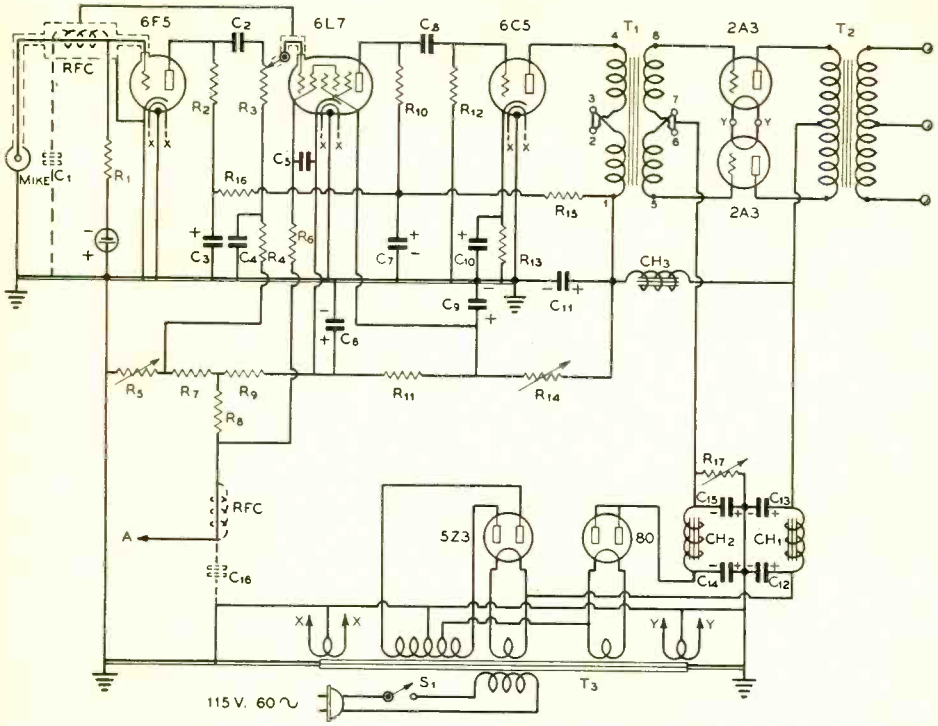 6F5 C2 6L7 C8 6C5 T1 2A3 T2
4 8
RFC
R2 R3 R10 R12
3 7
2 6
Y Y
X X X X X X
C5
MIKE C1 R1
R16 R15 1 5
2A3
- +
+ C3 C4 R4 R6 C7 + - + C10 R13
CH3
- C11 +
- + C6 C9 - +
R5 R7 R9 R11 R14
R8
R17
C15 C13
- + - +
RFC 5Z3 80 CH2 CH1
A
- + - +
C14 C12
C16
X X Y Y
T3
115 V. 60 ~ S1